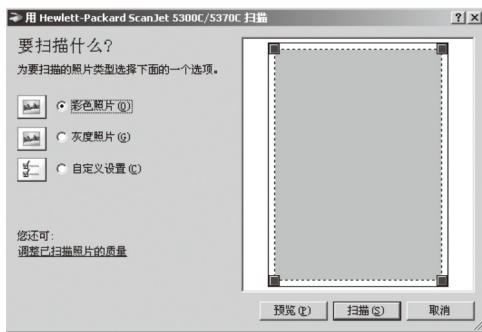 用 Hewlett-Packard ScanJet 5300C/5370C 扫描
要扫描什么?
为要扫描的照片类型选择下面的一个选项。
彩色照片(O)
灰度照片(G)
自定义设置(C)
您还可:
调整已扫描照片的质量
预览(P) 扫描(S) 取消